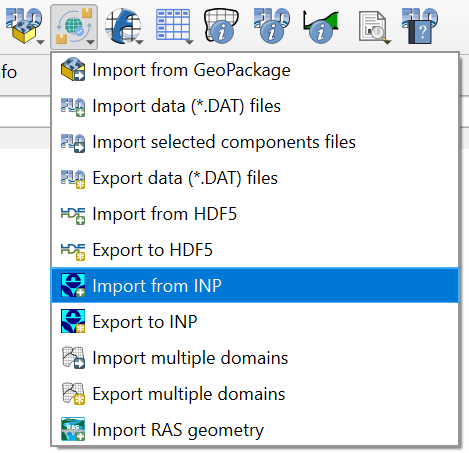 fo
Import from GeoPackage
Import data (*.DAT) files
Import selected components files
Export data (*.DAT) files
Import from HDF5
Export to HDF5
Import from INP
Export to INP
Import multiple domains
Export multiple domains
Import RAS geometry